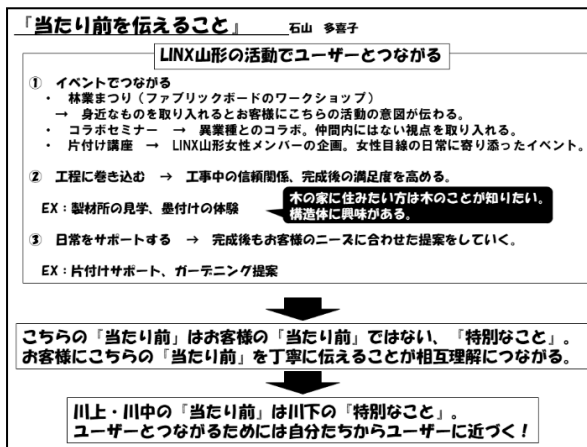 『当たり前を伝えること』 石山 多喜子
LINX山形の活動でユーザーとつながる
① イベントでつながる
・ 林業まつり（ファブリックボードのワークショップ）
→ 身近なものを取り入れるとお客様にこちらの活動の意図が伝わる。
・ コラボセミナー → 異業種とのコラボ。仲間内にはない視点を取り入れる。
・ 片付け講座 → LINX山形女性メンバーの企画。女性目線の日常に寄り添ったイベント。
② 工程に巻き込む → 工事中の信頼関係、完成後の満足度を高める。
EX：製材所の見学、墨付けの体験
木の家に住みたい方は木のことが知りたい。
構造体に興味がある。
③ 日常をサポートする → 完成後もお客様のニーズに合わせた提案をしていく。
EX：片付けサポート、ガーデニング提案
こちらの『当たり前』はお客様の『当たり前』ではない、『特別なこと』。
お客様にこちらの『当たり前』を丁寧に伝えることが相互理解につながる。
川上・川中の『当たり前』は川下の『特別なこと』。
ユーザーとつながるためには自分たちからユーザーに近づく！